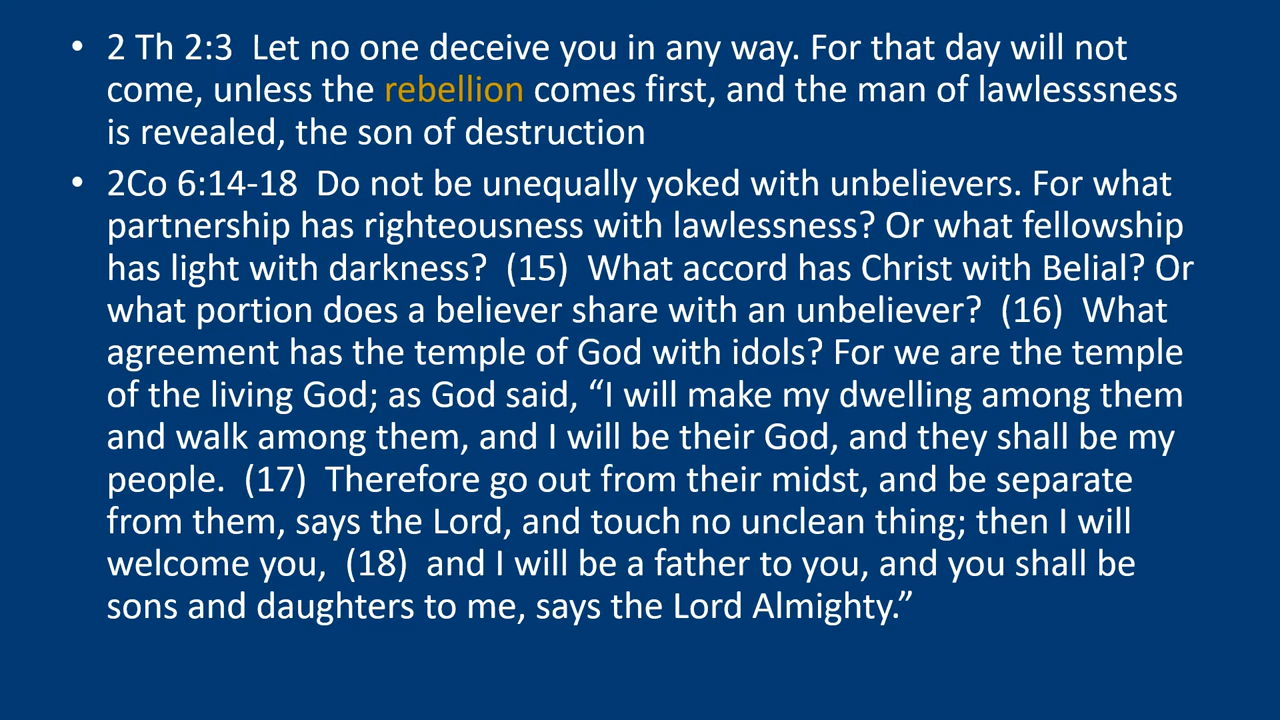 • 2 Th 2:3  Let no one deceive you in any way. For that day will not
come, unless the rebellion comes first, and the man of lawlesssness
is revealed, the son of destruction
• 2Co 6:14-18  Do not be unequally yoked with unbelievers. For what
partnership has righteousness with lawlessness? Or what fellowship
has light with darkness?  (15)  What accord has Christ with Belial? Or
what portion does a believer share with an unbeliever?  (16)  What
agreement has the temple of God with idols? For we are the temple
of the living God; as God said, “I will make my dwelling among them
and walk among them, and I will be their God, and they shall be my
people.  (17)  Therefore go out from their midst, and be separate
from them, says the Lord, and touch no unclean thing; then I will
welcome you,  (18)  and I will be a father to you, and you shall be
sons and daughters to me, says the Lord Almighty.”